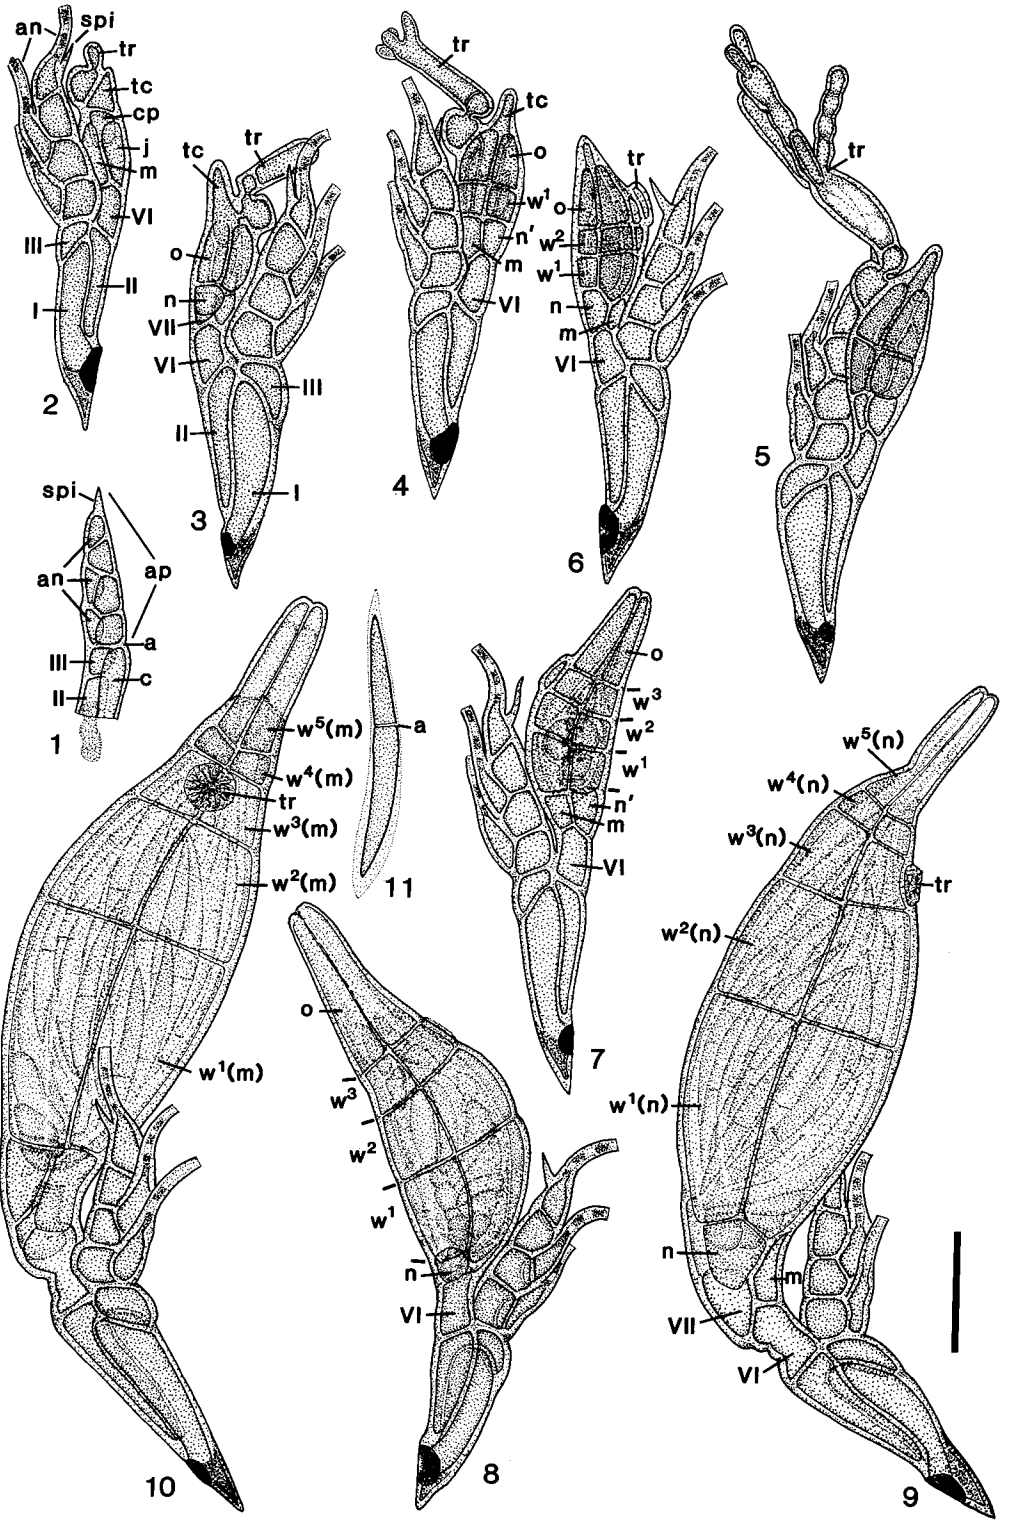 an
spi
tr
tc
cp
j
m
VI
III
II
I
2
tc
tr
o
n
VII
VI
III
II
I
3
tr
tc
o
w¹
n'
m
VI
4
tr
o
w²
w¹
n
m
VI
6
tr
5
spi
an
ap
a
III
c
II
1
a
11
o
w³
w²
w¹
n'
m
VI
7
w⁵(m)
w⁴(m)
tr
w³(m)
w²(m)
w¹(m)
10
o
w³
w²
w¹
n
VI
8
w⁵(n)
w⁴(n)
w³(n)
tr
w²(n)
w¹(n)
n
m
VII
VI
9